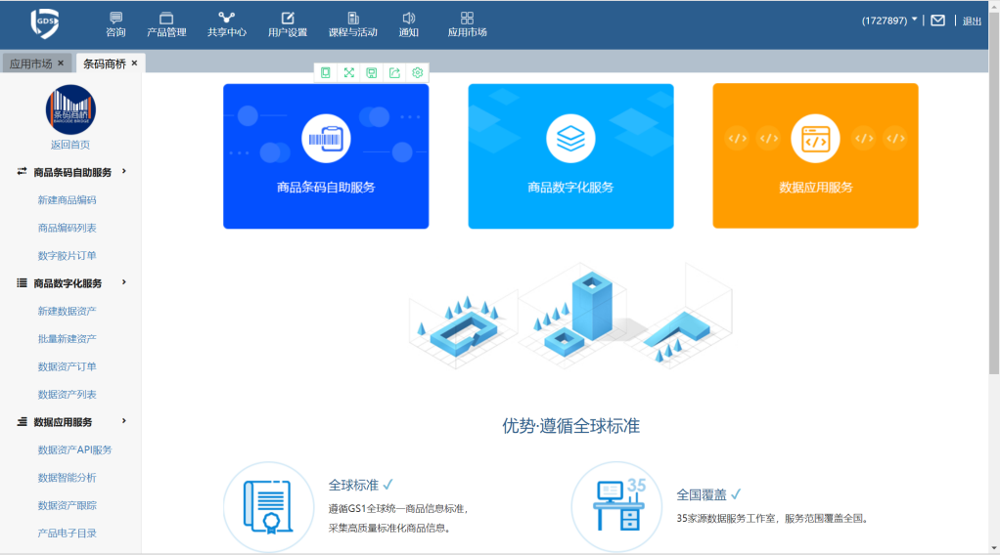 GDS
咨询
产品管理
共享中心
用户设置
课程与活动
通知
应用市场
(1727897)
退出
应用市场 ×
条码商桥 ×
条码商桥
BARCODE BRIDGE
返回首页
商品条码自助服务
新建商品编码
商品编码列表
数字胶片订单
商品数字化服务
新建数据资产
批量新建资产
数据资产订单
数据资产列表
数据应用服务
数据资产API服务
数据智能分析
数据资产跟踪
产品电子目录
商品条码自助服务
商品数字化服务
数据应用服务
优势·遵循全球标准
全球标准
遵循GS1全球统一商品信息标准，
采集高质量标准化商品信息。
35
全国覆盖
35家源数据服务工作室，服务范围覆盖全国。